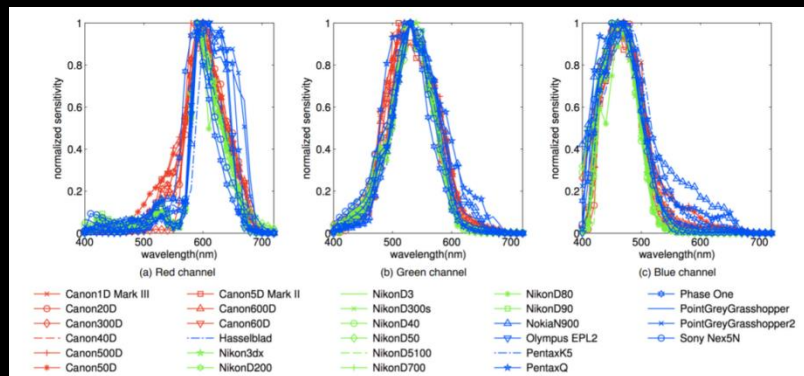 normalized sensitivity
1
0.8
0.6
0.4
0.2
0
400 500 600 700
wavelength(nm)
(a) Red channel
normalized sensitivity
1
0.8
0.6
0.4
0.2
0
400 500 600 700
wavelength(nm)
(b) Green channel
normalized sensitivity
1
0.8
0.6
0.4
0.2
0
400 500 600 700
wavelength(nm)
(c) Blue channel
Canon1D Mark III
Canon20D
Canon300D
Canon40D
Canon500D
Canon50D
Canon5D Mark II
Canon600D
Canon60D
Hasselblad
Nikon3dx
NikonD200
NikonD3
NikonD300s
NikonD40
NikonD50
NikonD5100
NikonD700
NikonD80
NikonD90
NokiaN900
Olympus EPL2
PentaxK5
PentaxQ
Phase One
PointGreyGrasshopper
PointGreyGrasshopper2
Sony Nex5N